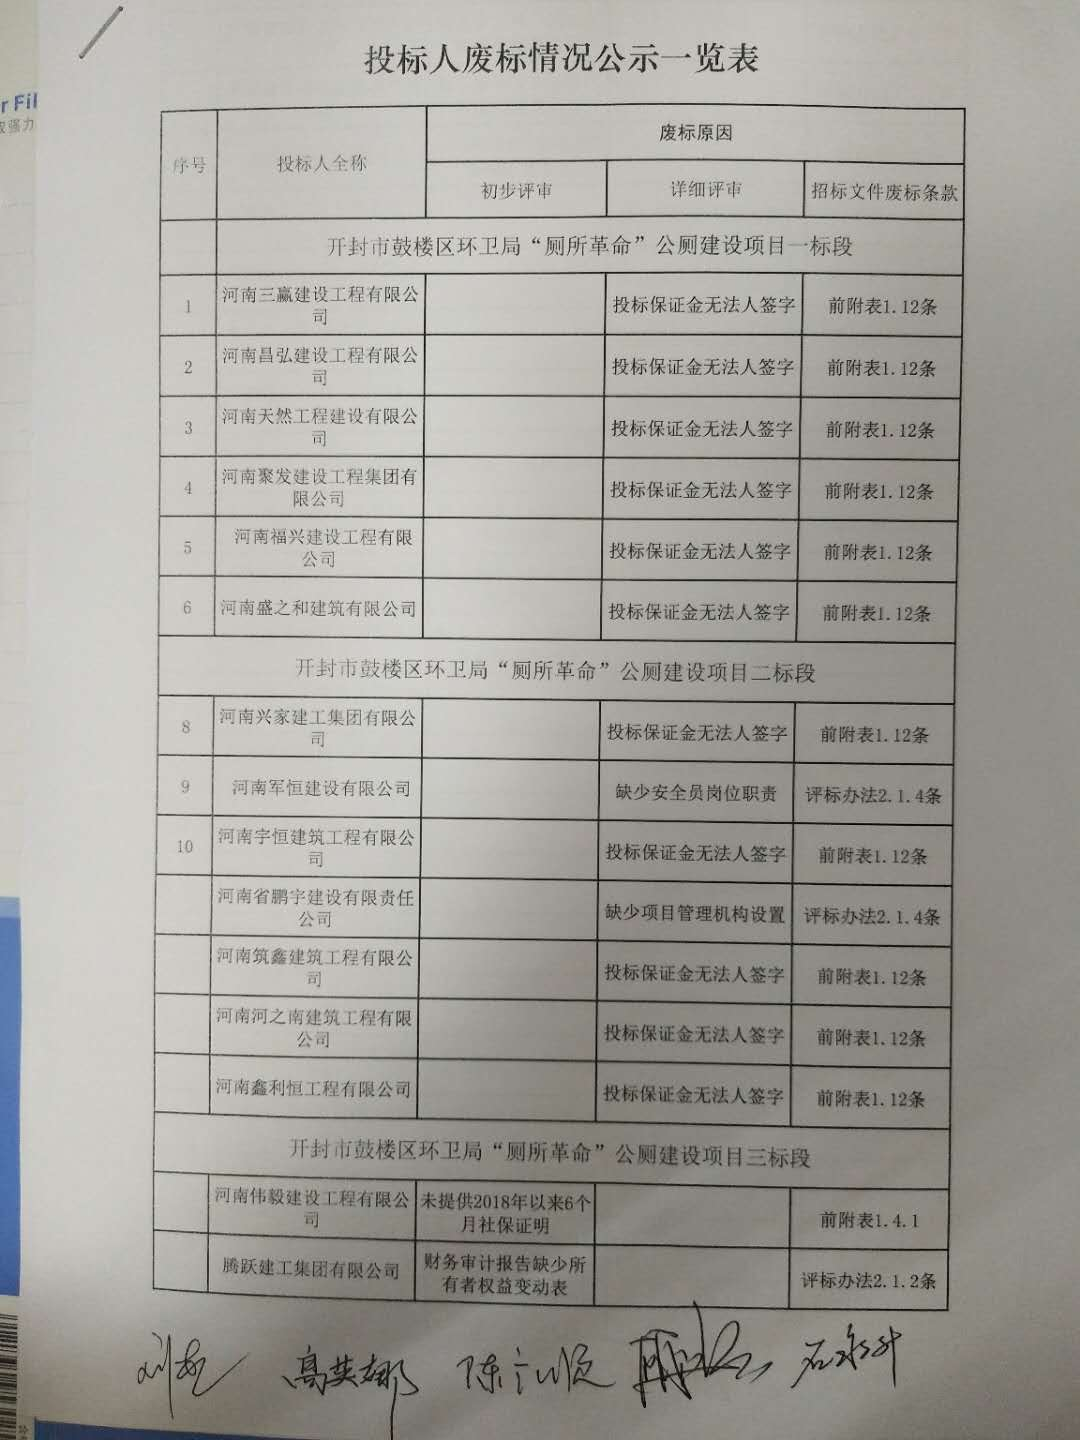 r Fil
强力
投标人废标情况公示一览表
序号
投标人全称
废标原因
初步评审
详细评审
招标文件废标条款
开封市鼓楼区环卫局“厕所革命”公厕建设项目一标段
1
河南三赢建设工程有限公
司
投标保证金无法人签字
前附表1.12条
2
河南昌弘建设工程有限公
司
投标保证金无法人签字
前附表1.12条
3
河南天然工程建设有限公
司
投标保证金无法人签字
前附表1.12条
4
河南聚发建设工程集团有
限公司
投标保证金无法人签字
前附表1.12条
5
河南福兴建设工程有限
公司
投标保证金无法人签字
前附表1.12条
6
河南盛之和建筑有限公司
投标保证金无法人签字
前附表1.12条
开封市鼓楼区环卫局“厕所革命”公厕建设项目二标段
8
河南兴家建工集团有限公
司
投标保证金无法人签字
前附表1.12条
9
河南军恒建设有限公司
缺少安全员岗位职责
评标办法2.1.4条
10
河南宇恒建筑工程有限公
司
投标保证金无法人签字
前附表1.12条
河南省鹏宇建设有限责任
公司
缺少项目管理机构设置
评标办法2.1.4条
河南筑鑫建筑工程有限公
司
投标保证金无法人签字
前附表1.12条
河南河之南建筑工程有限
公司
投标保证金无法人签字
前附表1.12条
河南鑫利恒工程有限公司
投标保证金无法人签字
前附表1.12条
开封市鼓楼区环卫局“厕所革命”公厕建设项目三标段
河南伟毅建设工程有限公
司
未提供2018年以来6个
月社保证明
前附表1.4.1
腾跃建工集团有限公司
财务审计报告缺少所
有者权益变动表
评标办法2.1.2条
高英娜